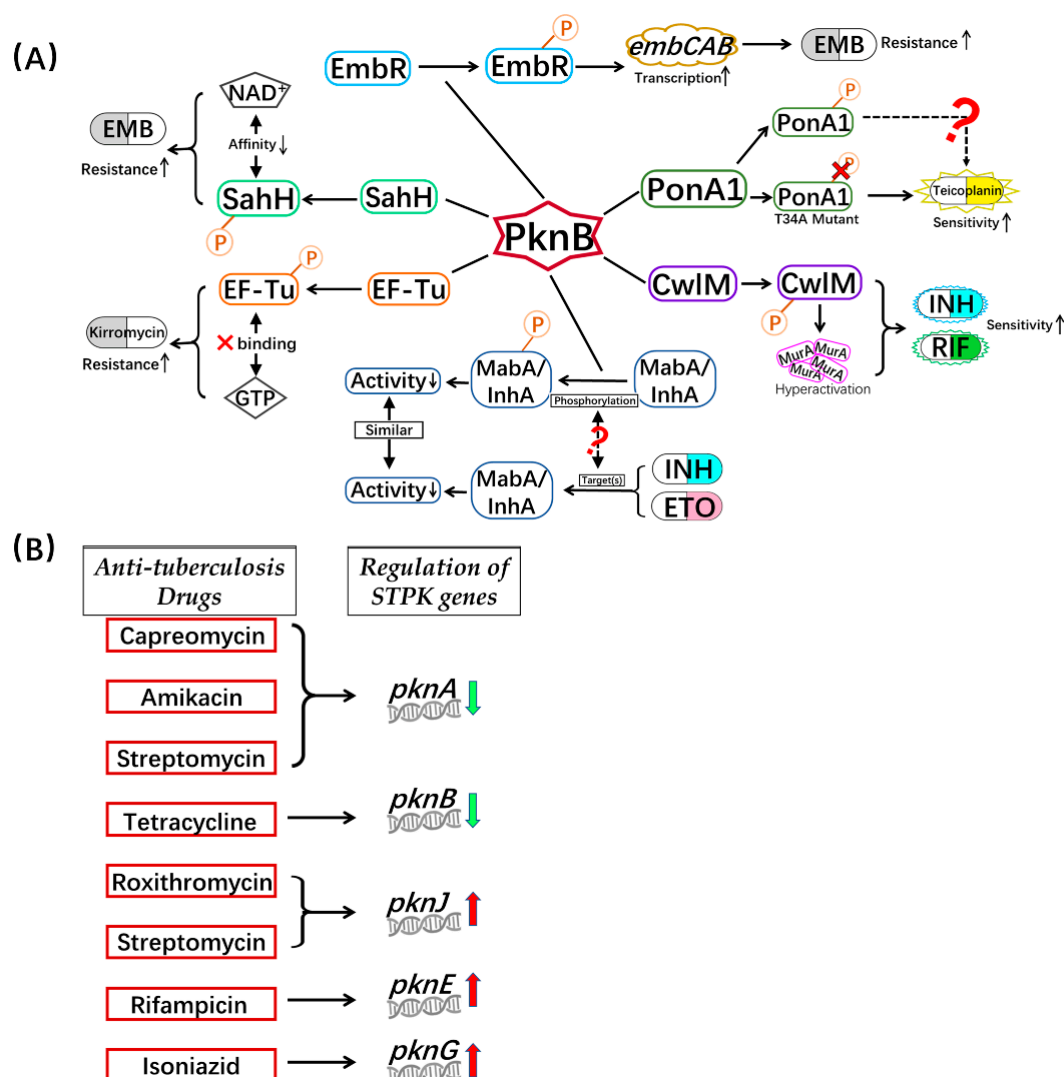 (A)
EmbR
EmbR
P
embCAB
Transcription↑
EMB
Resistance ↑
NAD+
Affinity↓
EMB
Resistance↑
SahH
P
SahH
PknB
PonA1
PonA1
P
PonA1
P
T34A Mutant
?
Teicoplanin
Sensitivity ↑
EF-Tu
P
EF-Tu
binding
GTP
Kirromycin
Resistance↑
CwlM
CwlM
P
MurA
MurA
MurA
MurA
Hyperactivation
INH
RIF
Sensitivity ↑
Activity↓
P
MabA/
InhA
Phosphorylation
MabA/
InhA
Similar
?
Activity↓
MabA/
InhA
Target(s)
INH
ETO
(B)
Anti-tuberculosis
Drugs
Regulation of
STPK genes
Capreomycin
Amikacin
Streptomycin
pknA
Tetracycline
pknB
Roxithromycin
Streptomycin
pknJ
Rifampicin
pknE
Isoniazid
pknG